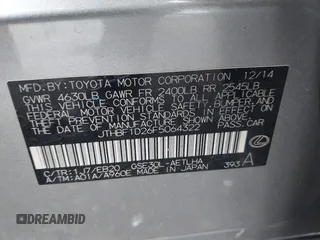 MFD.BY: TOYOTA MOTOR CORPORATION 12/14
GVWR 4630LB GAWR FR 2400LB RR 2545LB
THIS VEHICLE CONFORMS TO ALL APPLICABLE
FEDERAL MOTOR VEHICLE SAFETY, BUMPER, AND
THEFT PREVENTION STANDARDS IN EFFECT ON
THE DATE OF MANUFACTURE SHOWN ABOVE.
JTHBF1D26F5064322 PASS. CAR
C/TR: 1J7/EB20 GSE30L-AETLHA
A/TM: A01A/A960E MADE IN JAPAN 393 A
DREAMBID